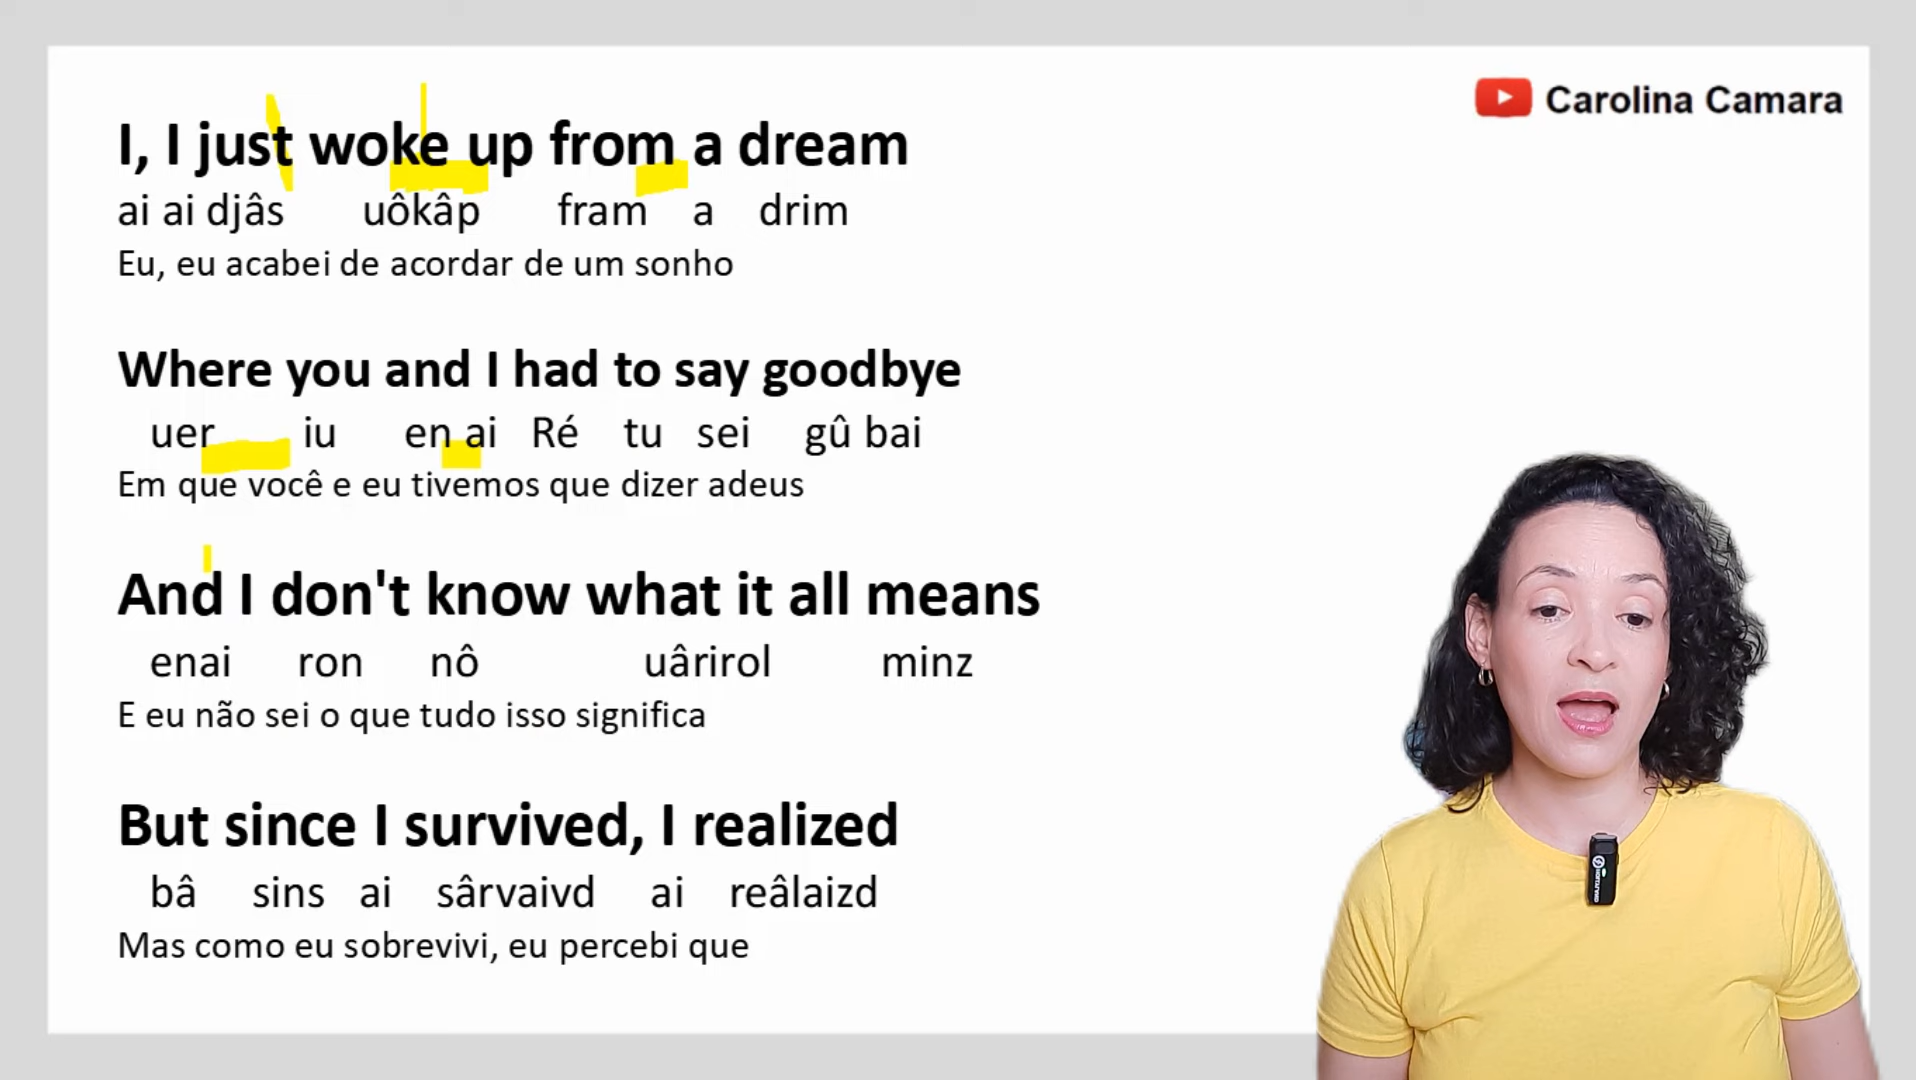 Carolina Camara
I, I just woke up from a dream
ai ai djâs uôkâp fram a drim
Eu, eu acabei de acordar de um sonho
Where you and I had to say goodbye
uer iu en ai Ré tu sei gû bai
Em que você e eu tivemos que dizer adeus
And I don't know what it all means
enai ron nô uârirol minz
E eu não sei o que tudo isso significa
But since I survived, I realized
bâ sins ai sârvaivd ai reâlaizd
Mas como eu sobrevivi, eu percebi que